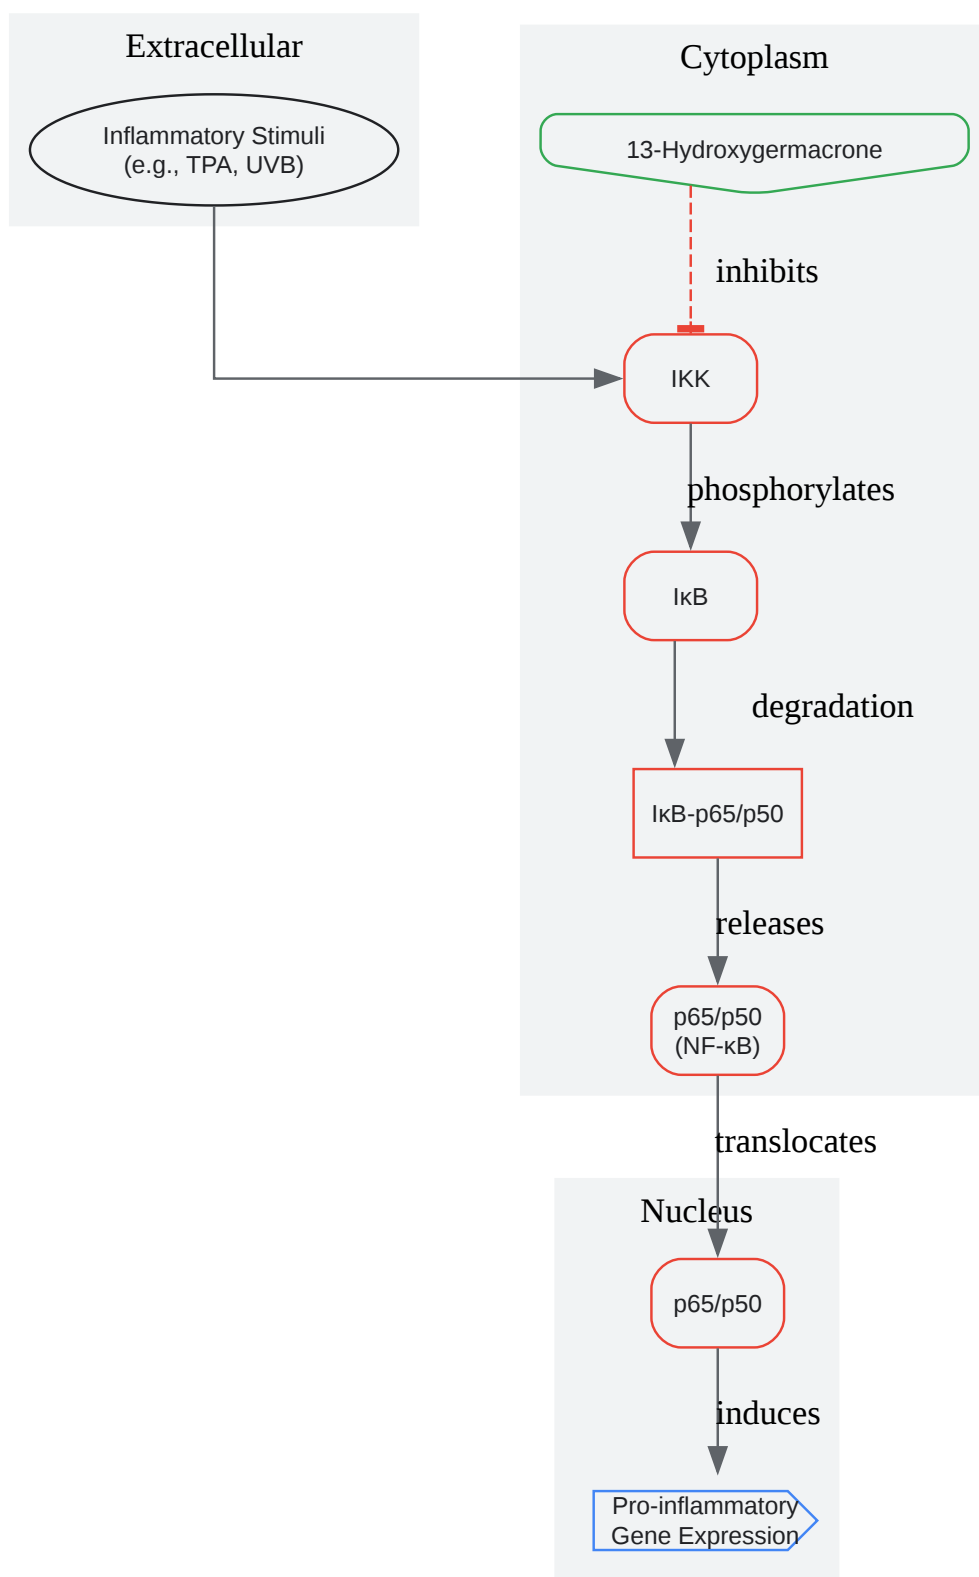 Extracellular
Inflammatory Stimuli
(e.g., TPA, UVB)
Cytoplasm
13-Hydroxygermacrone
inhibits
IKK
phosphorylates
IκB
degradation
IκB-p65/p50
releases
p65/p50
(NF-κB)
translocates
Nucleus
p65/p50
induces
Pro-inflammatory
Gene Expression